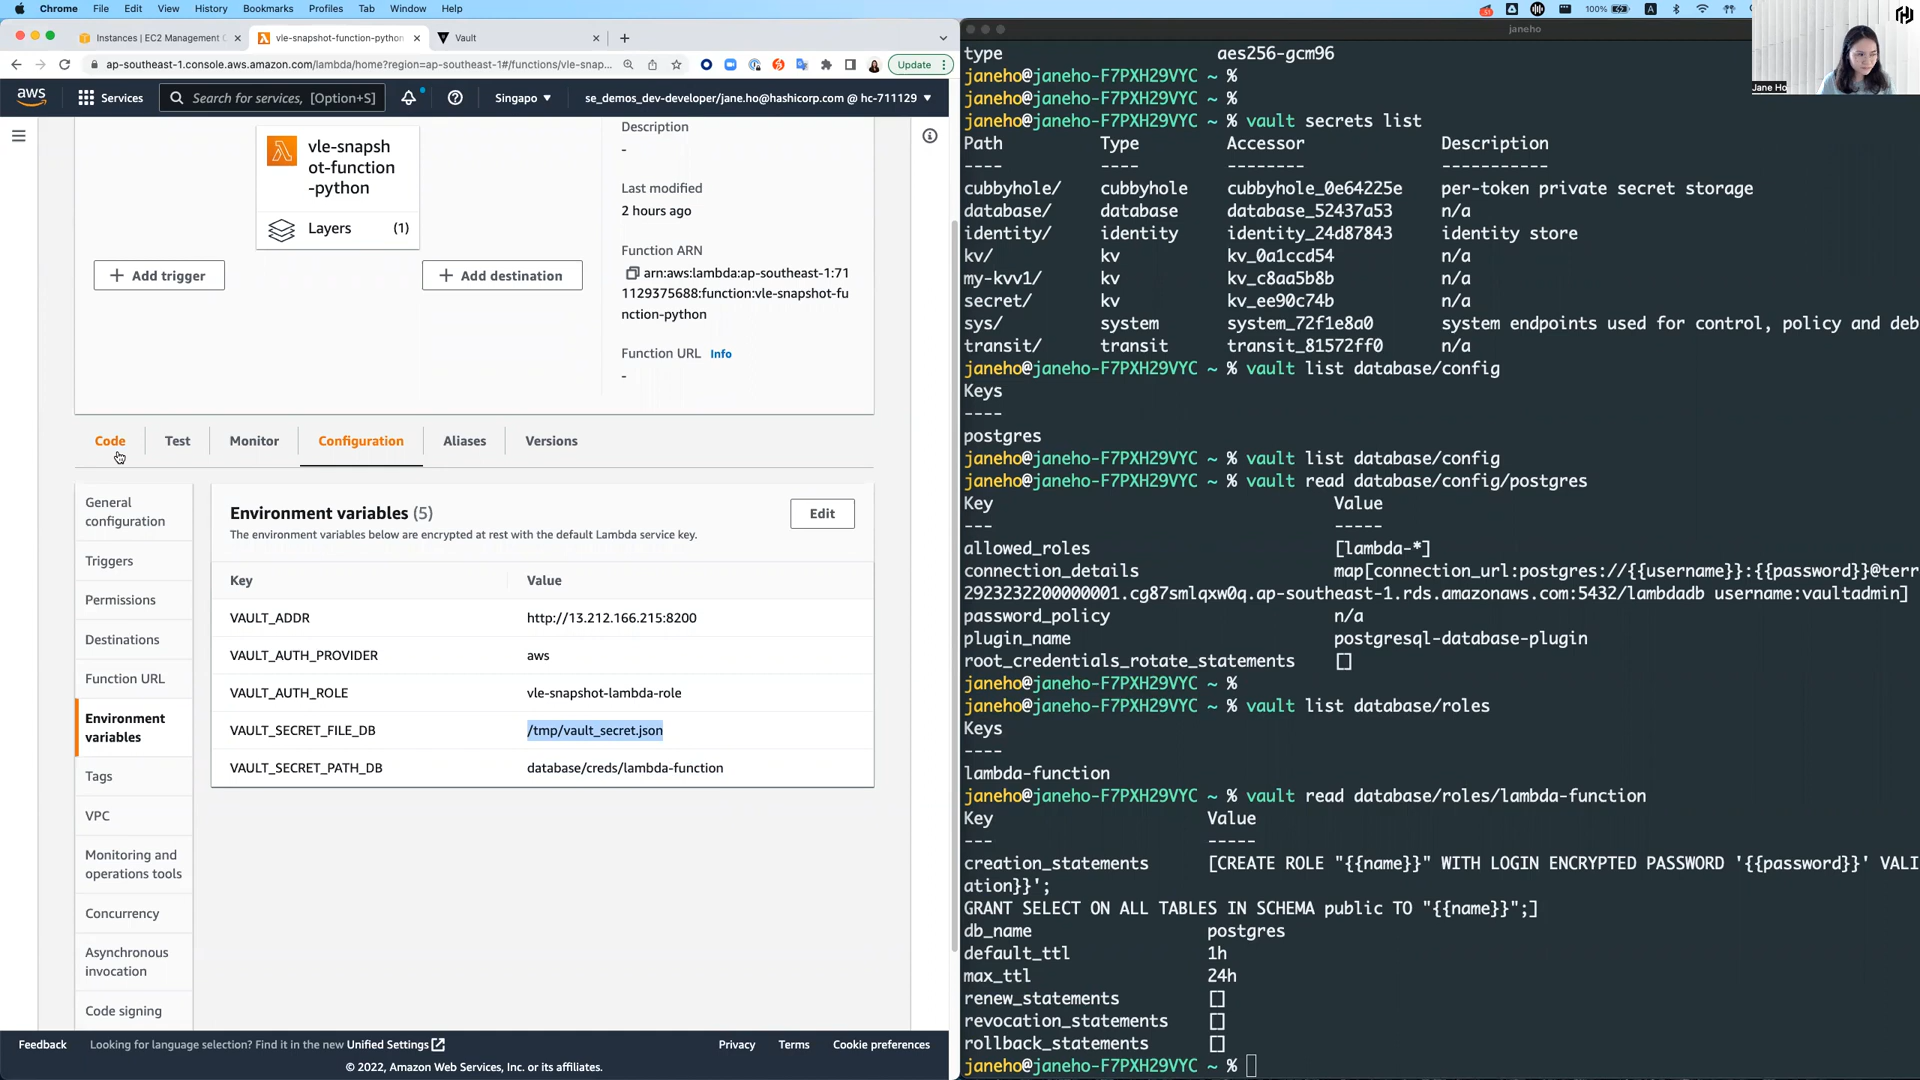 Chrome File Edit View History Bookmarks Profiles Tab Window Help
100%
A
Instances | EC2 Management C
vle-snapshot-function-python
Vault
ap-southeast-1.console.aws.amazon.com/lambda/home?region=ap-southeast-1#/functions/vle-snap...
Update
aws
Services
Search for services, [Option+S]
Singapo
se_demos_dev-developer/jane.ho@hashicorp.com @ hc-711129
vle-snapsh
ot-function
-python
Layers (1)
Add trigger
Add destination
Description
-
Last modified
2 hours ago
Function ARN
arn:aws:lambda:ap-southeast-1:71
1129375688:function:vle-snapshot-fu
nction-python
Function URL Info
-
Code Test Monitor Configuration Aliases Versions
General
configuration
Triggers
Permissions
Destinations
Function URL
Environment
variables
Tags
VPC
Monitoring and
operations tools
Concurrency
Asynchronous
invocation
Code signing
Environment variables (5)
Edit
The environment variables below are encrypted at rest with the default Lambda service key.
Key Value
VAULT_ADDR http://13.212.166.215:8200
VAULT_AUTH_PROVIDER aws
VAULT_AUTH_ROLE vle-snapshot-lambda-role
VAULT_SECRET_FILE_DB /tmp/vault_secret.json
VAULT_SECRET_PATH_DB database/creds/lambda-function
Feedback Looking for language selection? Find it in the new Unified Settings Privacy Terms Cookie preferences
© 2022, Amazon Web Services, Inc. or its affiliates.
janeho
Jane Ho
type aes256-gcm96
janeho@janeho-F7PXH29VYC ~ %
janeho@janeho-F7PXH29VYC ~ %
janeho@janeho-F7PXH29VYC ~ % vault secrets list
Path Type Accessor Description
---- ---- -------- -----------
cubbyhole/ cubbyhole cubbyhole_0e64225e per-token private secret storage
database/ database database_52437a53 n/a
identity/ identity identity_24d87843 identity store
kv/ kv kv_0a1ccd54 n/a
my-kvv1/ kv kv_c8aa5b8b n/a
secret/ kv kv_ee90c74b n/a
sys/ system system_72f1e8a0 system endpoints used for control, policy and deb
transit/ transit transit_81572ff0 n/a
janeho@janeho-F7PXH29VYC ~ % vault list database/config
Keys
----
postgres
janeho@janeho-F7PXH29VYC ~ % vault list database/config
janeho@janeho-F7PXH29VYC ~ % vault read database/config/postgres
Key Value
--- -----
allowed_roles [lambda-*]
connection_details map[connection_url:postgres://{{username}}:{{password}}@terr
2923232200000001.cg87smlqxw0q.ap-southeast-1.rds.amazonaws.com:5432/lambdadb username:vaultadmin]
password_policy n/a
plugin_name postgresql-database-plugin
root_credentials_rotate_statements []
janeho@janeho-F7PXH29VYC ~ %
janeho@janeho-F7PXH29VYC ~ % vault list database/roles
Keys
----
lambda-function
janeho@janeho-F7PXH29VYC ~ % vault read database/roles/lambda-function
Key Value
--- -----
creation_statements [CREATE ROLE "{{name}}" WITH LOGIN ENCRYPTED PASSWORD '{{password}}' VALI
ation}}';
GRANT SELECT ON ALL TABLES IN SCHEMA public TO "{{name}}";]
db_name postgres
default_ttl 1h
max_ttl 24h
renew_statements []
revocation_statements []
rollback_statements []
janeho@janeho-F7PXH29VYC ~ %